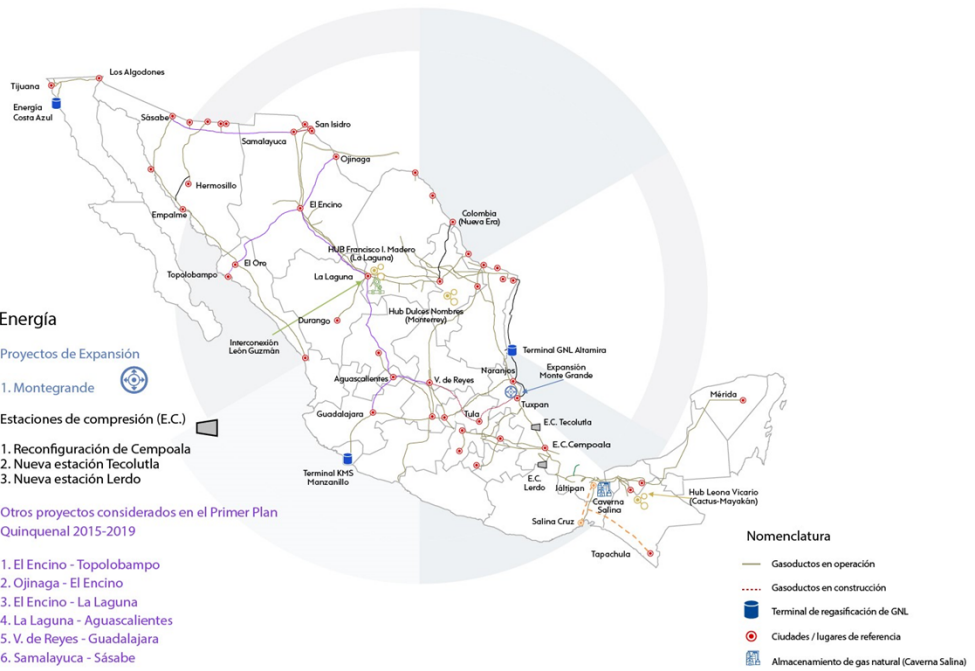 Los Algodones
Tijuana
Energía
Costa Azul
Sàsabe
San Isidro
Samalayuca
Ojinaga
Hermosillo
El Encino
Empalme
Colombia
(Nueva Era)
HUB Francisco I. Madero
(La Laguna)
El Oro
Topolobampo
La Laguna
Hub Dulces Nombres
(Monterrey)
Durango
Interconexión
León Guzmán
Terminal GNL Altamira
Naranjos
Expansión
Monte Grande
Aguascalientes
V. de Reyes
Tuxpan
Mérida
Guadalajara
Tula
E.C. Tecolutla
E.C.Cempoala
Terminal KMS
Manzanillo
E.C.
Lerdo
Jáltipan
Caverna
Salina
Hub Leona Vicario
(Cactus-Mayakán)
Salina Cruz
Tapachula
Energía
Proyectos de Expansión
1. Montegrande
Estaciones de compresión (E.C.)
1. Reconfiguración de Cempoala
2. Nueva estación Tecolutla
3. Nueva estación Lerdo
Otros proyectos considerados en el Primer Plan
Quinquenal 2015-2019
1. El Encino - Topolobampo
2. Ojinaga - El Encino
3. El Encino - La Laguna
4. La Laguna - Aguascalientes
5. V. de Reyes - Guadalajara
6. Samalayuca - Sásabe
Nomenclatura
Gasoductos en operación
Gasoductos en construcción
Terminal de regasificación de GNL
Ciudades / lugares de referencia
Almacenamiento de gas natural (Caverna Salina)